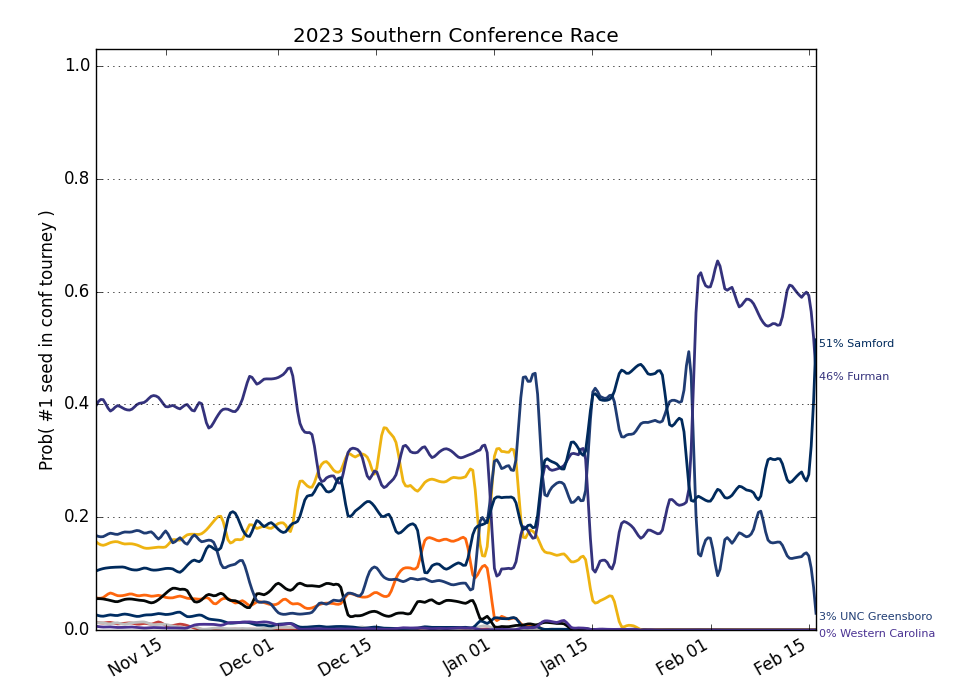 2023 Southern Conference Race
Prob( #1 seed in conf tourney )
1.0
0.8
0.6
0.4
0.2
0.0
Nov 15
Dec 01
Dec 15
Jan 01
Jan 15
Feb 01
Feb 15
51% Samford
46% Furman
3% UNC Greensboro
0% Western Carolina